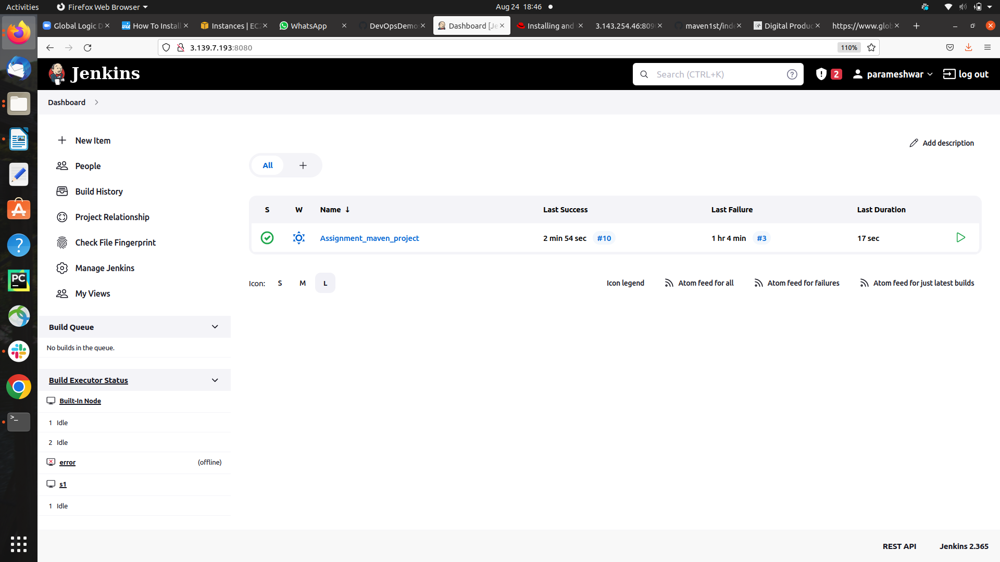 Activities Firefox Web Browser Aug 24 18:46
Global Logic D How To Install Instances | EC2 WhatsApp DevOpsDemo Dashboard [Je Installing and 3.143.254.46:809 maven1st/inde Digital Produc https://www.glob
3.139.7.193:8080 110%
Jenkins Search (CTRL+K) 2 parameshwar log out
Dashboard
New Item
People
Build History
Project Relationship
Check File Fingerprint
Manage Jenkins
My Views
Build Queue
No builds in the queue.
Build Executor Status
Built-In Node
1 Idle
2 Idle
error (offline)
s1
1 Idle
Add description
All +
S W Name ↓ Last Success Last Failure Last Duration
Assignment_maven_project 2 min 54 sec #10 1 hr 4 min #3 17 sec
Icon: S M L Icon legend Atom feed for all Atom feed for failures Atom feed for just latest builds
REST API Jenkins 2.365